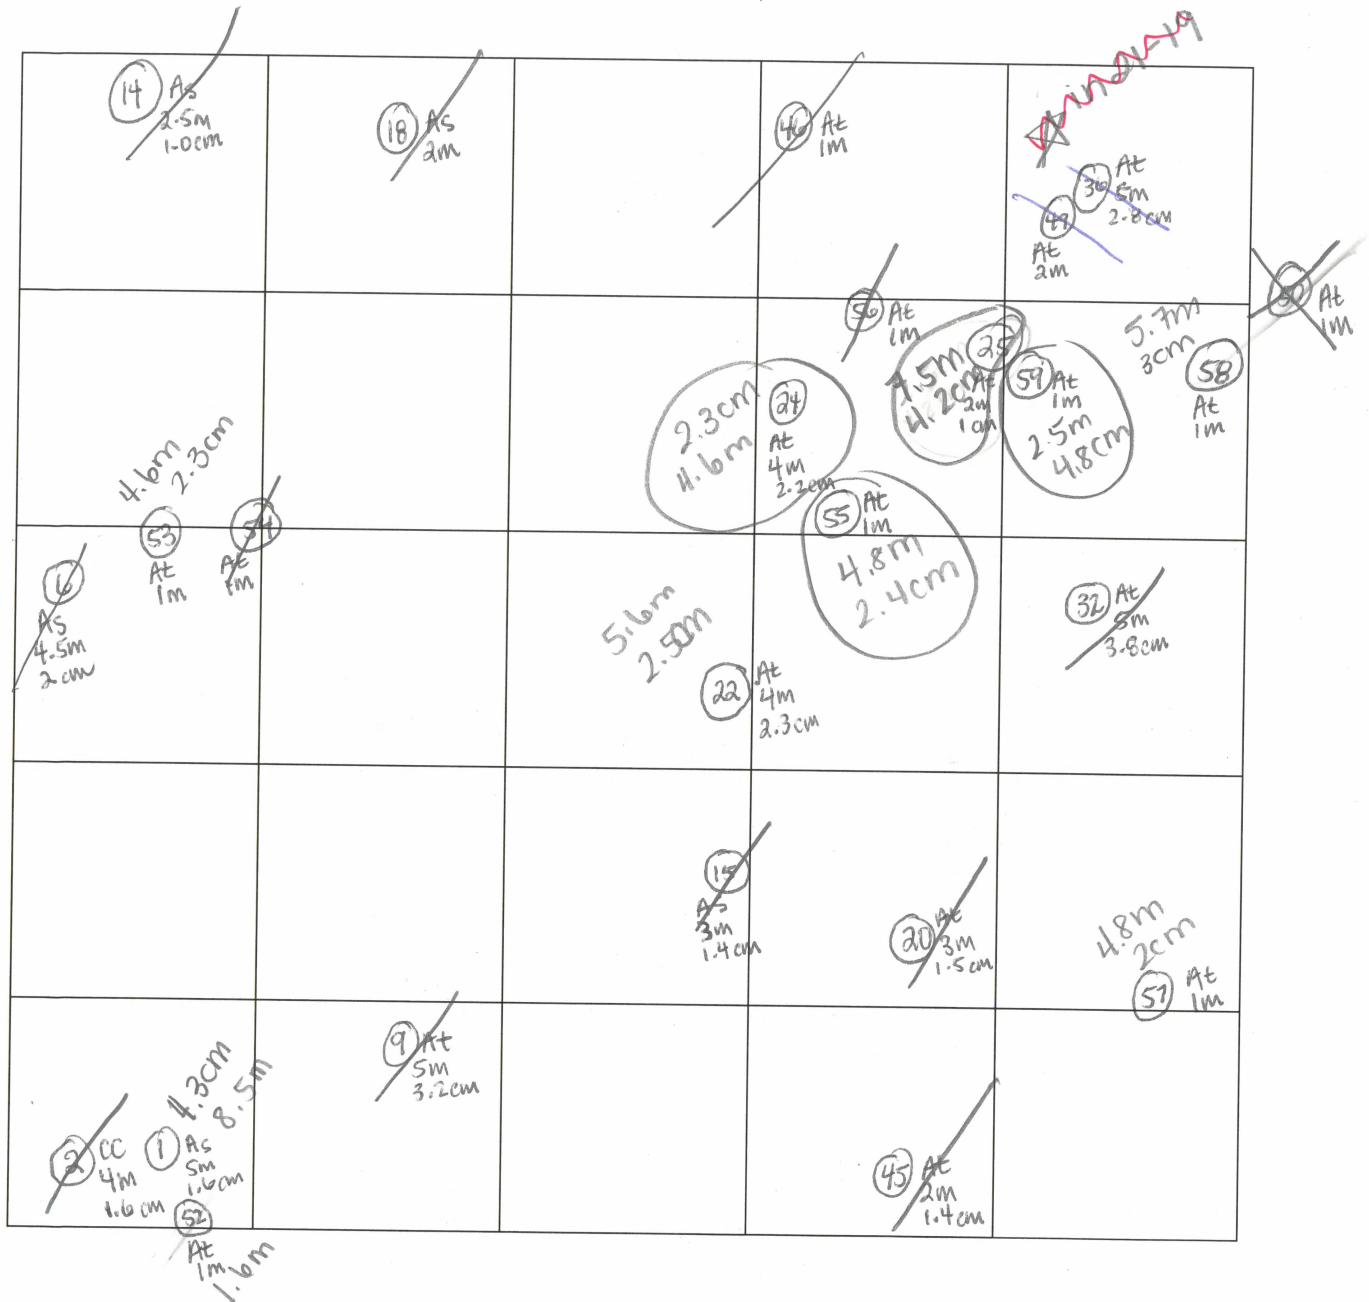 14 As
2.5m
1.0cm
18 As
2m
46 At
1m
36 At
5m
2.8cm
49
At
2m
50 At
1m
56 At
1m
5.7m
3cm
58
At
1m
25
At
2m
1cm
4.2cm
59 At
1m
2.5m
4.8cm
24
At
4m
2.2cm
2.3cm
4.6m
55 At
1m
4.8m
2.4cm
4.6m
2.3cm
53
At
1m
54
At
1m
6
As
4.5m
2cm
32 At
5m
3.8cm
5.6m
22 At
4m
2.3cm
15
As
3m
1.4cm
20 At
3m
1.5cm
4.8m
2cm
57 At
1m
9 At
5m
3.2cm
4.3cm
8.5m
2 CC
4m
1.6cm
1 As
5m
1.6cm
52
At
1m
1.6m
45 At
2m
1.4cm